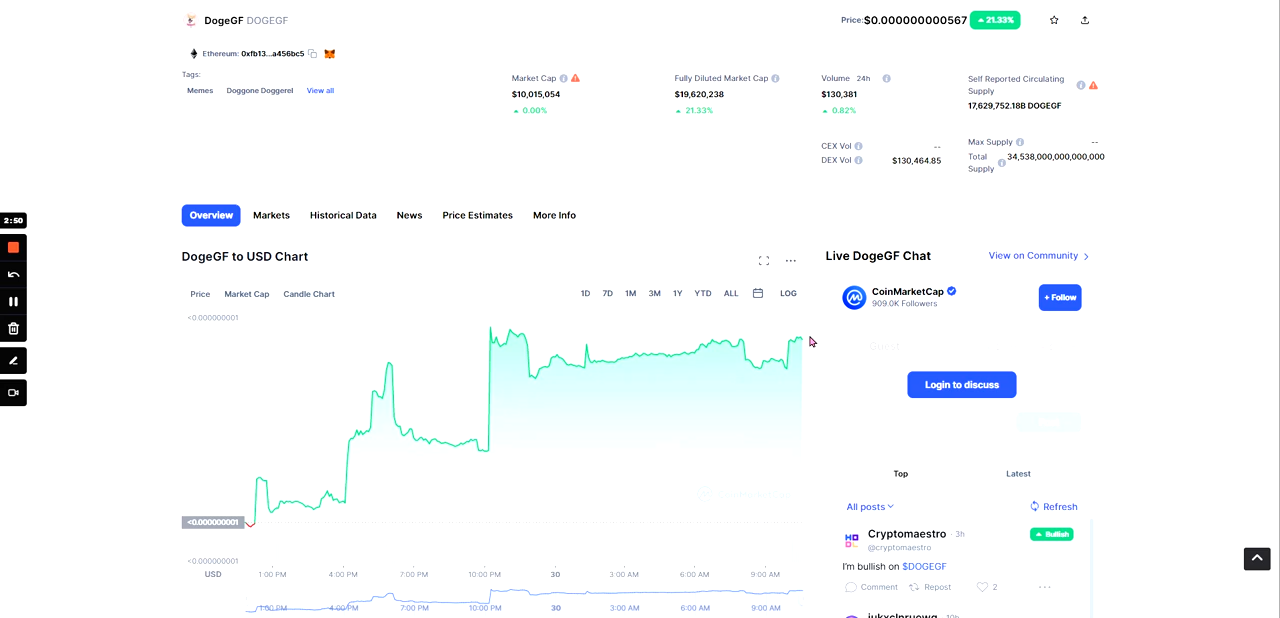 DogeGF DOGEGF
Price: $0.000000000567 21.33%
Ethereum: 0xfb13...a456bc5
Tags:
Memes Doggone Doggerel View all
Market Cap
$10,015,054
0.00%
Fully Diluted Market Cap
$19,620,238
21.33%
Volume 24h
$130,381
0.82%
CEX Vol --
DEX Vol $130,464.85
Self Reported Circulating
Supply
17,629,752.18B DOGEGF
Max Supply --
Total
Supply
34,538,000,000,000,000
2:50
Overview Markets Historical Data News Price Estimates More Info
DogeGF to USD Chart
Price Market Cap Candle Chart
1D 7D 1M 3M 1Y YTD ALL LOG
<0.000000001
<0.000000001
<0.000000001
USD 1:00 PM 4:00 PM 7:00 PM 10:00 PM 30 3:00 AM 6:00 AM 9:00 AM
1:00 PM 4:00 PM 7:00 PM 10:00 PM 30 3:00 AM 6:00 AM 9:00 AM
Live DogeGF Chat View on Community
CoinMarketCap
909.0K Followers
+ Follow
Login to discuss
Top Latest
All posts Refresh
Cryptomaestro · 3h
@cryptomaestro
Bullish
I'm bullish on $DOGEGF
Comment Repost 2